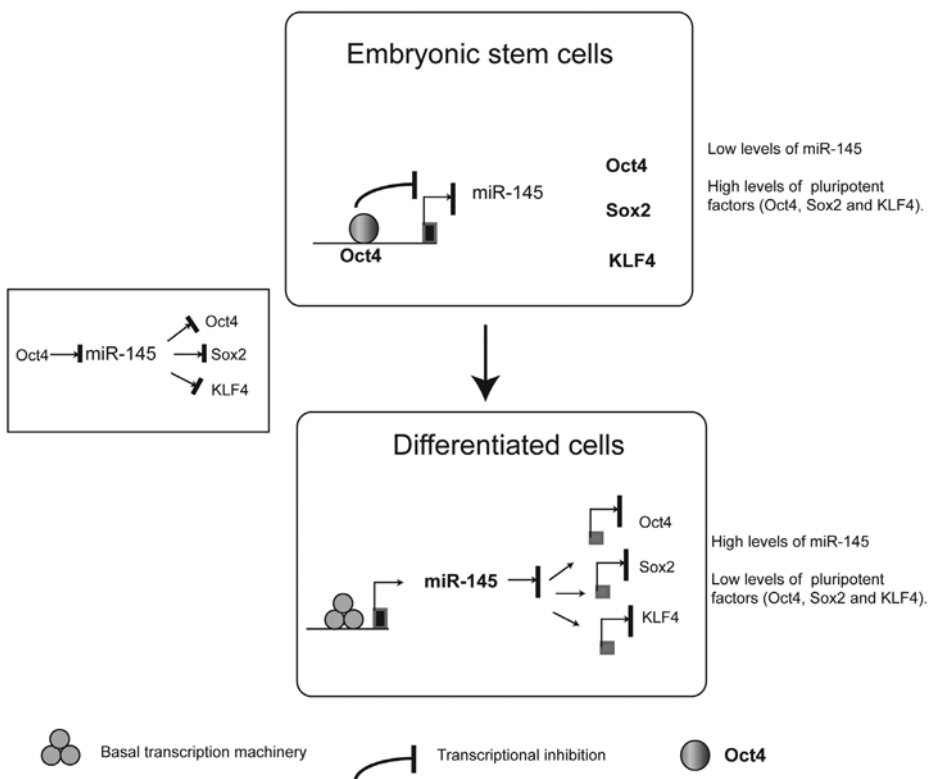 Embryonic stem cells
miR-145
Oct4
Oct4
Sox2
KLF4
Low levels of miR-145
High levels of pluripotent
factors (Oct4, Sox2 and KLF4).
Oct4 miR-145
Oct4
Sox2
KLF4
Differentiated cells
miR-145
Oct4
Sox2
KLF4
High levels of miR-145
Low levels of pluripotent
factors (Oct4, Sox2 and KLF4).
Basal transcription machinery
Transcriptional inhibition
Oct4